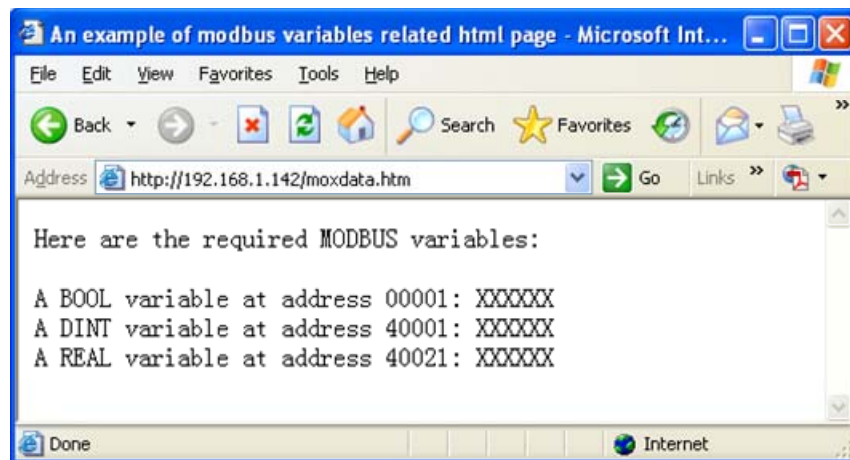 An example of modbus variables related html page - Microsoft Int...
File Edit View Favorites Tools Help
Back Search Favorites »
Address http://192.168.1.142/moxdata.htm Go Links »
Here are the required MODBUS variables:
A BOOL variable at address 00001: XXXXXX
A DINT variable at address 40001: XXXXXX
A REAL variable at address 40021: XXXXXX
Done Internet